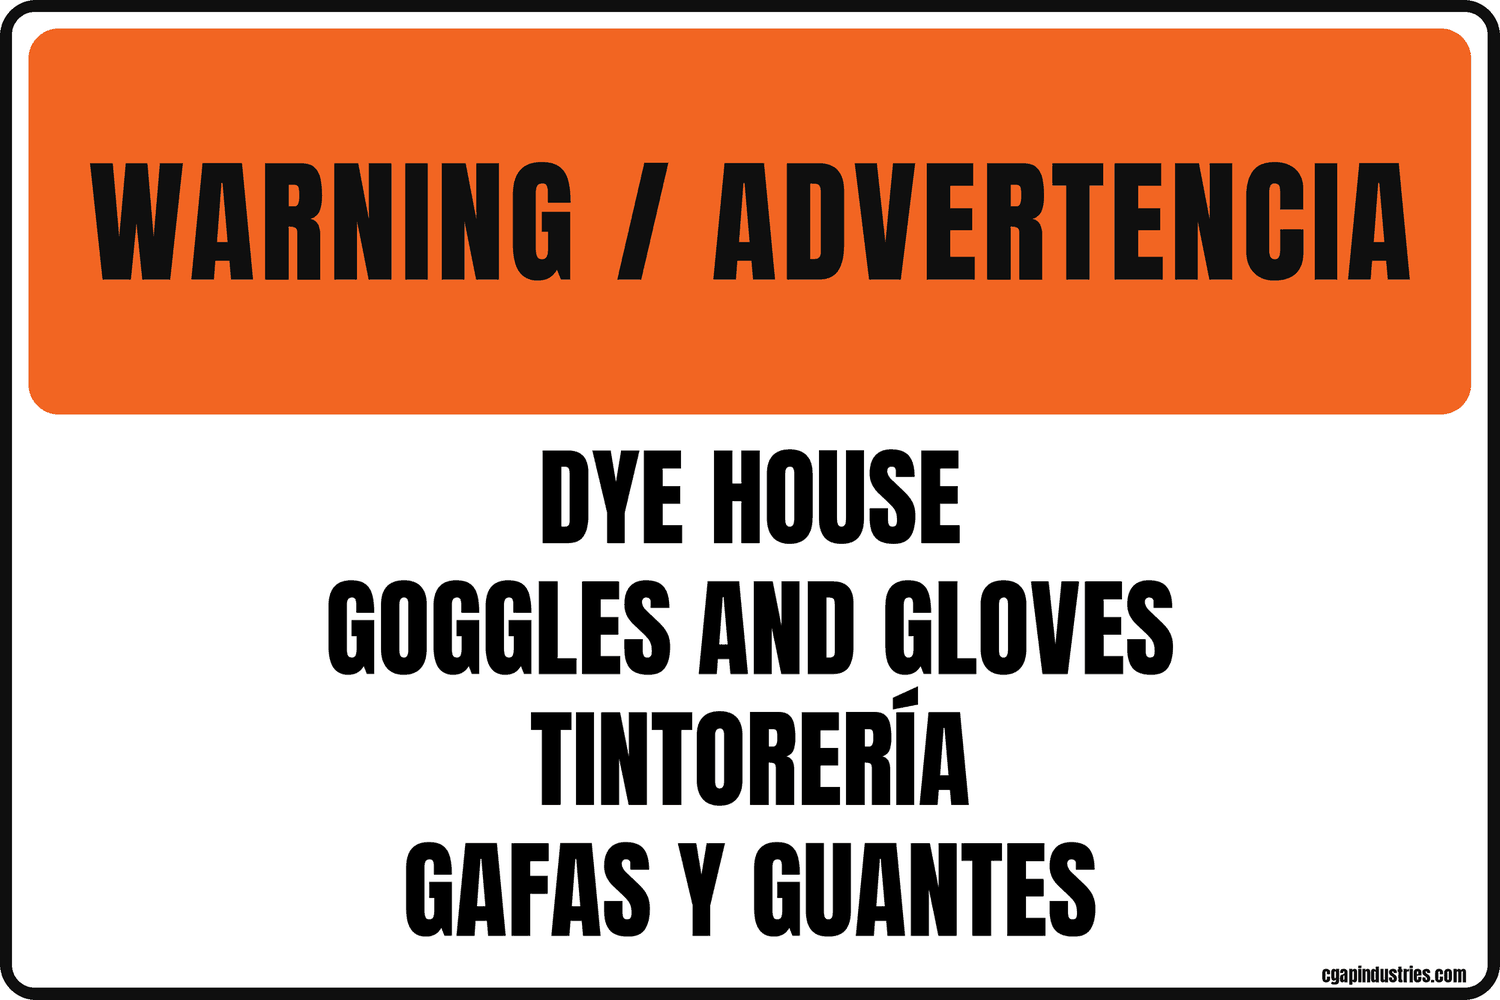 WARNING / ADVERTENCIA
DYE HOUSE
GOGGLES AND GLOVES
TINTORERÍA
GAFAS Y GUANTES
cgapindustries.com